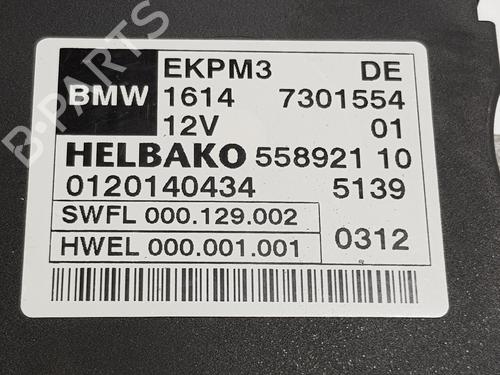 EKPM3 DE
BMW 1614 7301554
12V 01
HELBAKO 558921 10
0120140434 5139
SWFL 000.129.002
HWEL 000.001.001 0312
B-PARTS